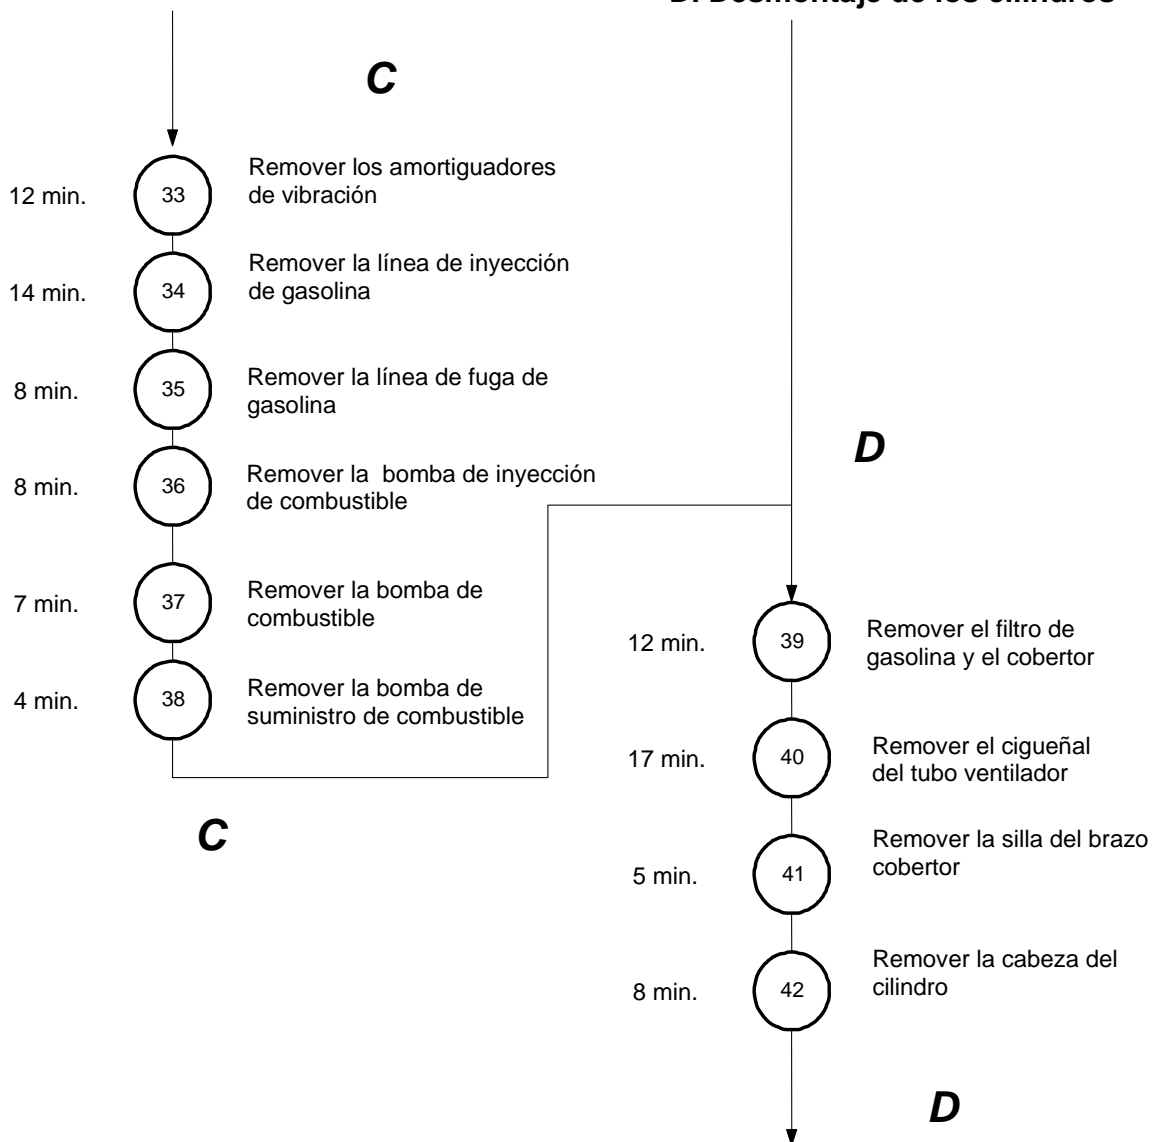 D. Desmontaje de los cilindros
C
12 min.
33
Remover los amortiguadores
de vibración
14 min.
34
Remover la línea de inyección
de gasolina
8 min.
35
Remover la línea de fuga de
gasolina
8 min.
36
Remover la  bomba de inyección
de combustible
7 min.
37
Remover la bomba de
combustible
4 min.
38
Remover la bomba de
suministro de combustible
C
D
12 min.
39
Remover el filtro de
gasolina y el cobertor
17 min.
40
Remover el cigueñal
del tubo ventilador
5 min.
41
Remover la silla del brazo
cobertor
8 min.
42
Remover la cabeza del
cilindro
D